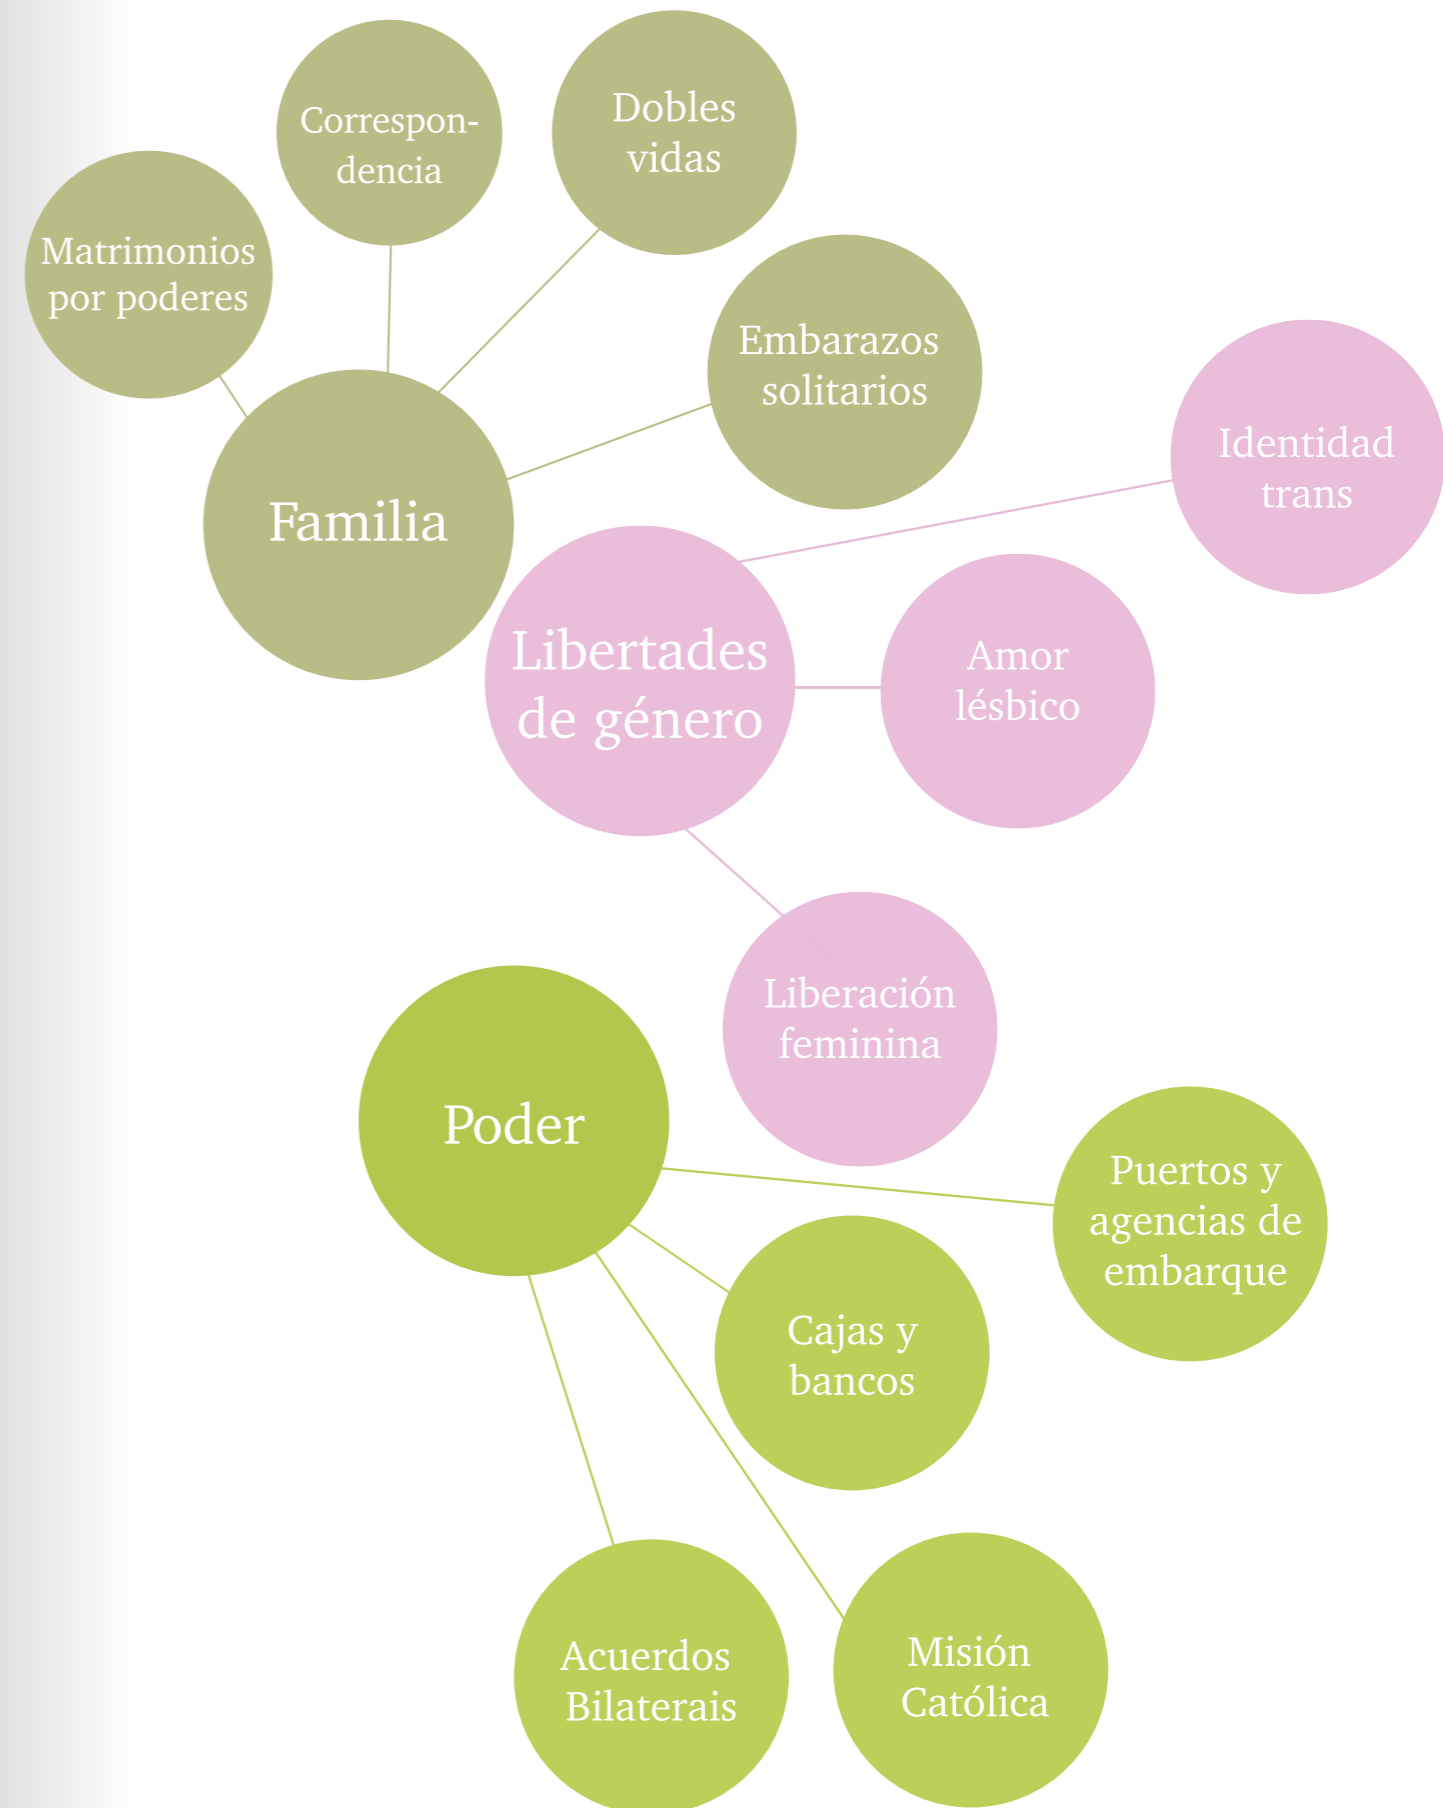 Correspon-
dencia
Dobles
vidas
Matrimonios
por poderes
Embarazos
solitarios
Familia
Identidad
trans
Libertades
de género
Amor
lésbico
Liberación
feminina
Poder
Puertos y
agencias de
embarque
Cajas y
bancos
Acuerdos
Bilaterais
Misión
Católica